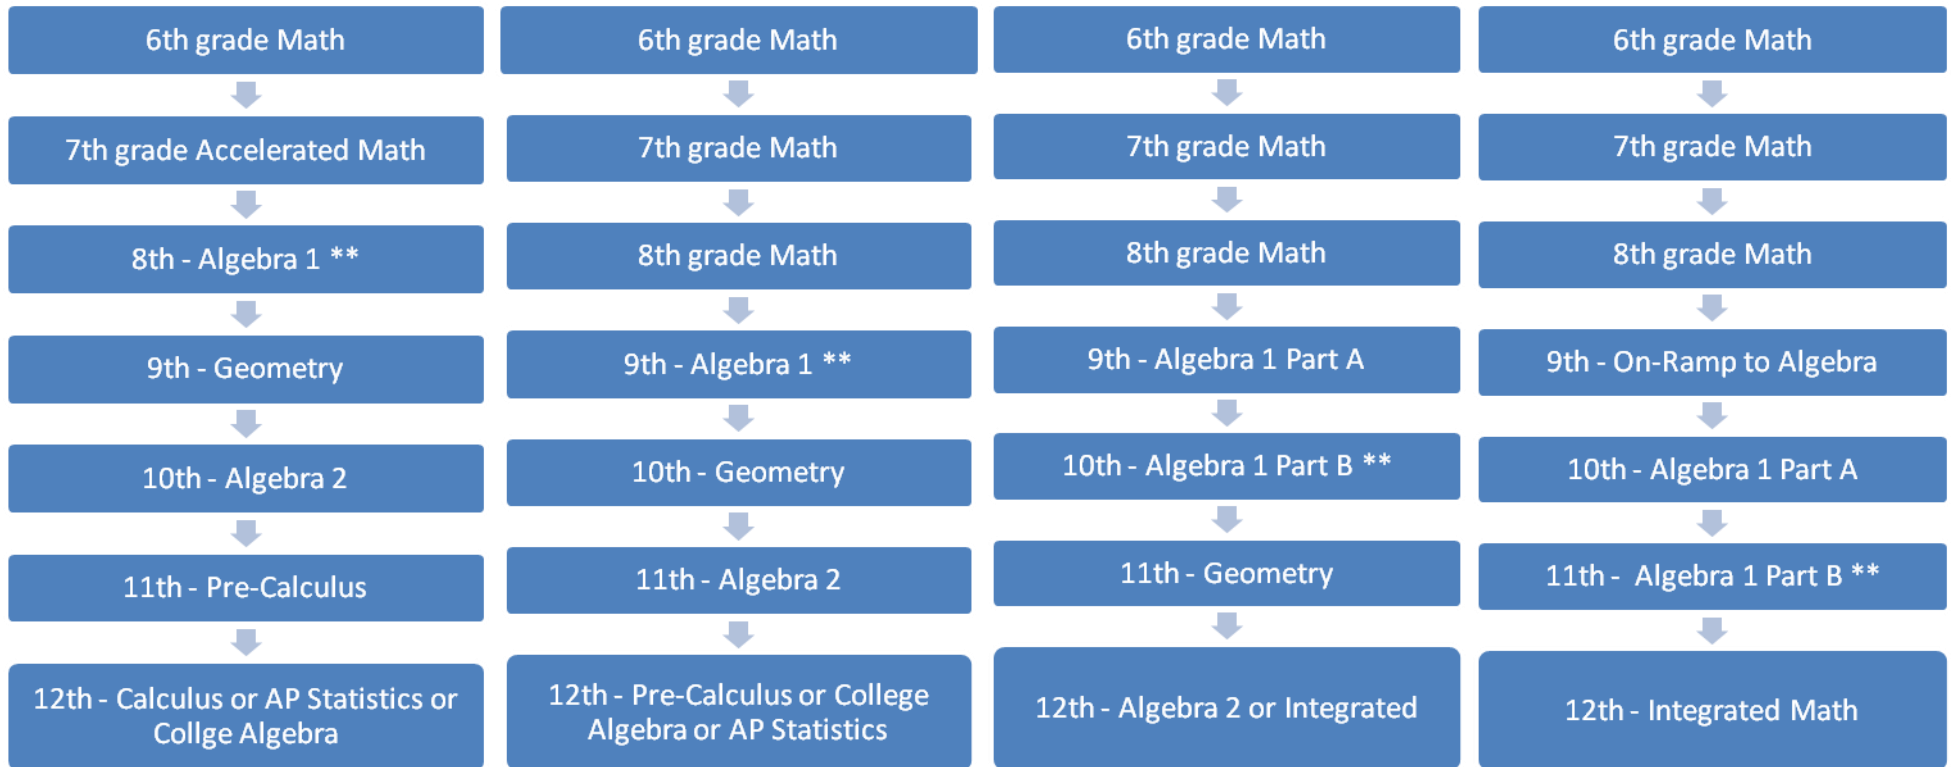 6th grade Math
7th grade Accelerated Math
8th - Algebra 1 **
9th - Geometry
10th - Algebra 2
11th - Pre-Calculus
12th - Calculus or AP Statistics or
Collge Algebra
6th grade Math
7th grade Math
8th grade Math
9th - Algebra 1 **
10th - Geometry
11th - Algebra 2
12th - Pre-Calculus or College
Algebra or AP Statistics
6th grade Math
7th grade Math
8th grade Math
9th - Algebra 1 Part A
10th - Algebra 1 Part B **
11th - Geometry
12th - Algebra 2 or Integrated
6th grade Math
7th grade Math
8th grade Math
9th - On-Ramp to Algebra
10th - Algebra 1 Part A
11th -  Algebra 1 Part B **
12th - Integrated Math